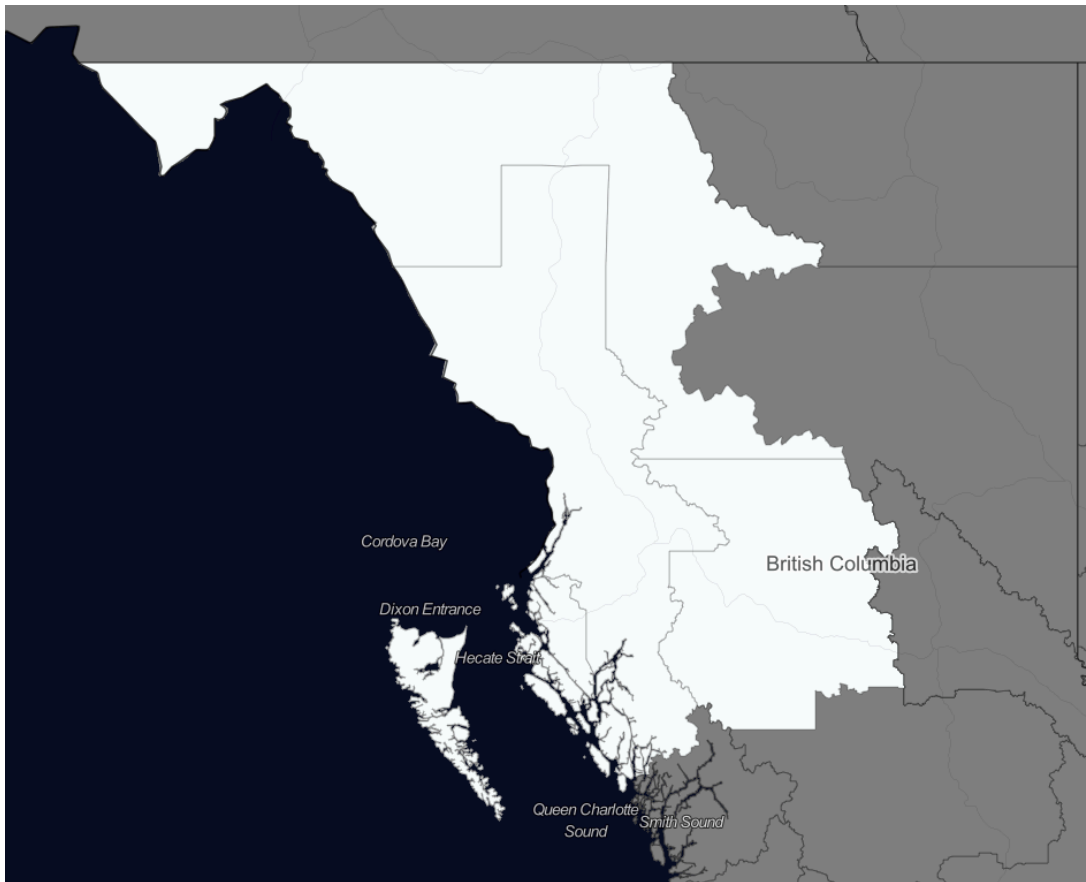 Cordova Bay
British Columbia
Dixon Entrance
Hecate Strait
Queen Charlotte
Sound
Smith Sound